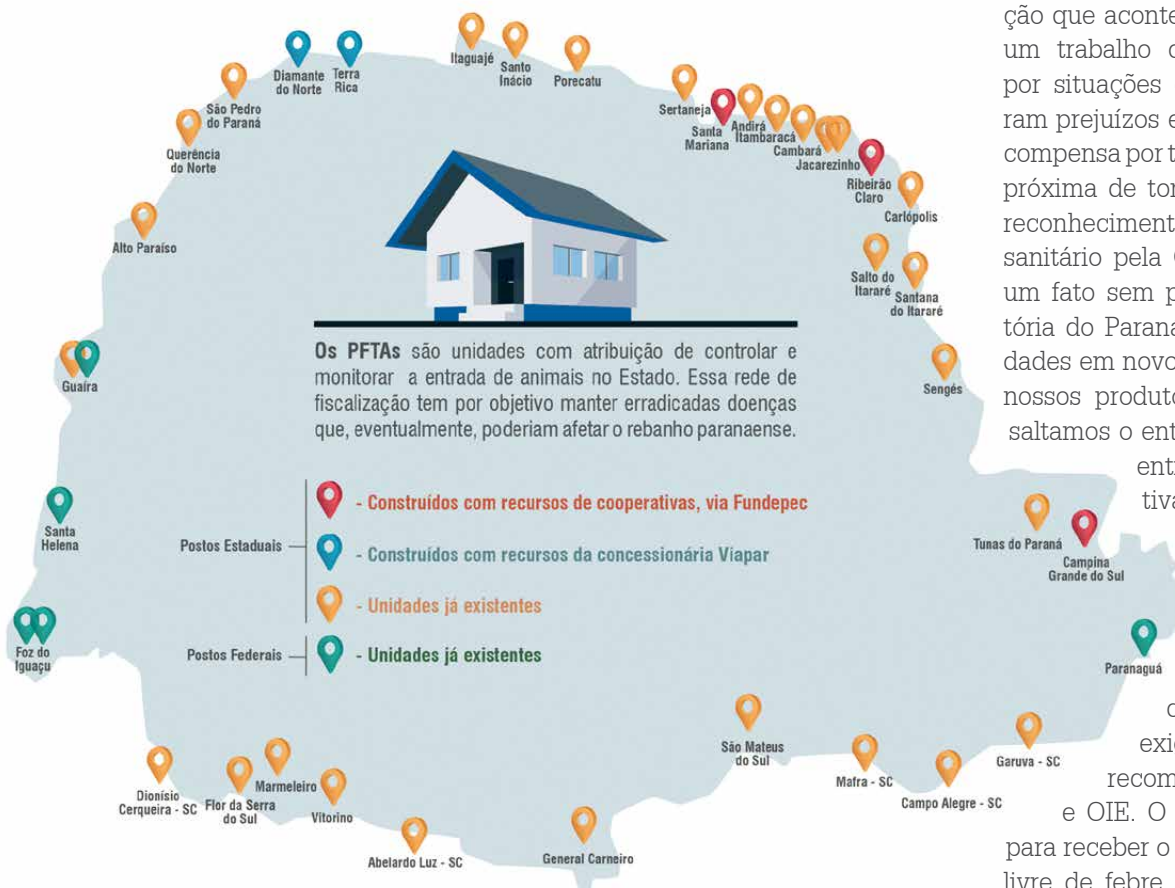 Itaguajé
Santo
Inácio
Porecatu
Diamante
do Norte
Terra
Rica
São Pedro
do Paraná
Querência
do Norte
Alto Paraíso
Guaíra
Santa
Helena
Foz do
Iguaçu
Sertaneja
Santa
Mariana
Andirá
Itambaracá
Cambará
Jacarezinho
Ribeirão
Claro
Carlópolis
Salto do
Itararé
Santana
do Itararé
Sengés
Tunas do Paraná
Campina
Grande do Sul
Paranaguá
Os PFTAs são unidades com atribuição de controlar e
monitorar a entrada de animais no Estado. Essa rede de
fiscalização tem por objetivo manter erradicadas doenças
que, eventualmente, poderiam afetar o rebanho paranaense.
Postos Estaduais
- Construídos com recursos de cooperativas, via Fundepec
- Construídos com recursos da concessionária Viapar
- Unidades já existentes
Postos Federais
- Unidades já existentes
Dionísio
Cerqueira - SC
Flor da Serra
do Sul
Marmeleiro
Vitorino
Abelardo Luz - SC
General Carneiro
São Mateus
do Sul
Mafra - SC
Campo Alegre - SC
Garuva - SC
ção que aconte
um trabalho
por situações
ram prejuízos e
compensa por t
próxima de tor
reconheciment
sanitário pela
um fato sem p
tória do Paraná
dades em novo
nossos produto
saltamos o ent
ent
tiva
exi
recom
e OIE. O
para receber o
livre de febre